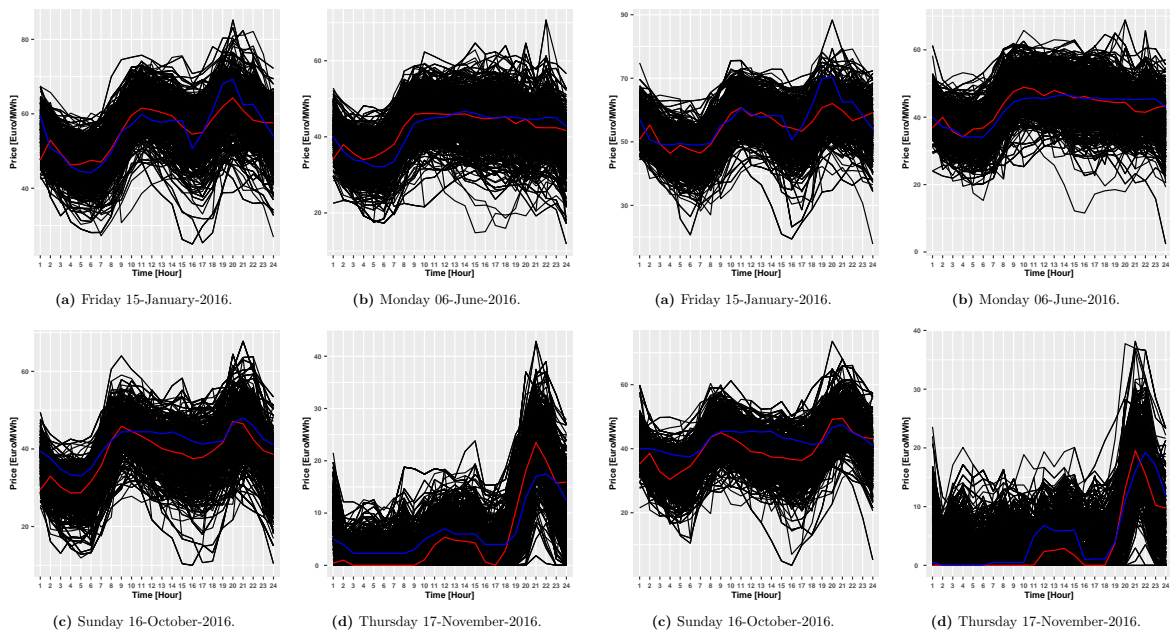 Price [Euro/MWh]
80
60
40
1 2 3 4 5 6 7 8 9 10 11 12 13 14 15 16 17 18 19 20 21 22 23 24
Time [Hour]
(a) Friday 15-January-2016.
Price [Euro/MWh]
60
40
20
1 2 3 4 5 6 7 8 9 10 11 12 13 14 15 16 17 18 19 20 21 22 23 24
Time [Hour]
(b) Monday 06-June-2016.
Price [Euro/MWh]
90
70
50
30
1 2 3 4 5 6 7 8 9 10 11 12 13 14 15 16 17 18 19 20 21 22 23 24
Time [Hour]
(a) Friday 15-January-2016.
Price [Euro/MWh]
60
40
20
0
1 2 3 4 5 6 7 8 9 10 11 12 13 14 15 16 17 18 19 20 21 22 23 24
Time [Hour]
(b) Monday 06-June-2016.
Price [Euro/MWh]
60
40
20
1 2 3 4 5 6 7 8 9 10 11 12 13 14 15 16 17 18 19 20 21 22 23 24
Time [Hour]
(c) Sunday 16-October-2016.
Price [Euro/MWh]
40
30
20
10
0
1 2 3 4 5 6 7 8 9 10 11 12 13 14 15 16 17 18 19 20 21 22 23 24
Time [Hour]
(d) Thursday 17-November-2016.
Price [Euro/MWh]
60
40
20
1 2 3 4 5 6 7 8 9 10 11 12 13 14 15 16 17 18 19 20 21 22 23 24
Time [Hour]
(c) Sunday 16-October-2016.
Price [Euro/MWh]
40
30
20
10
0
1 2 3 4 5 6 7 8 9 10 11 12 13 14 15 16 17 18 19 20 21 22 23 24
Time [Hour]
(d) Thursday 17-November-2016.